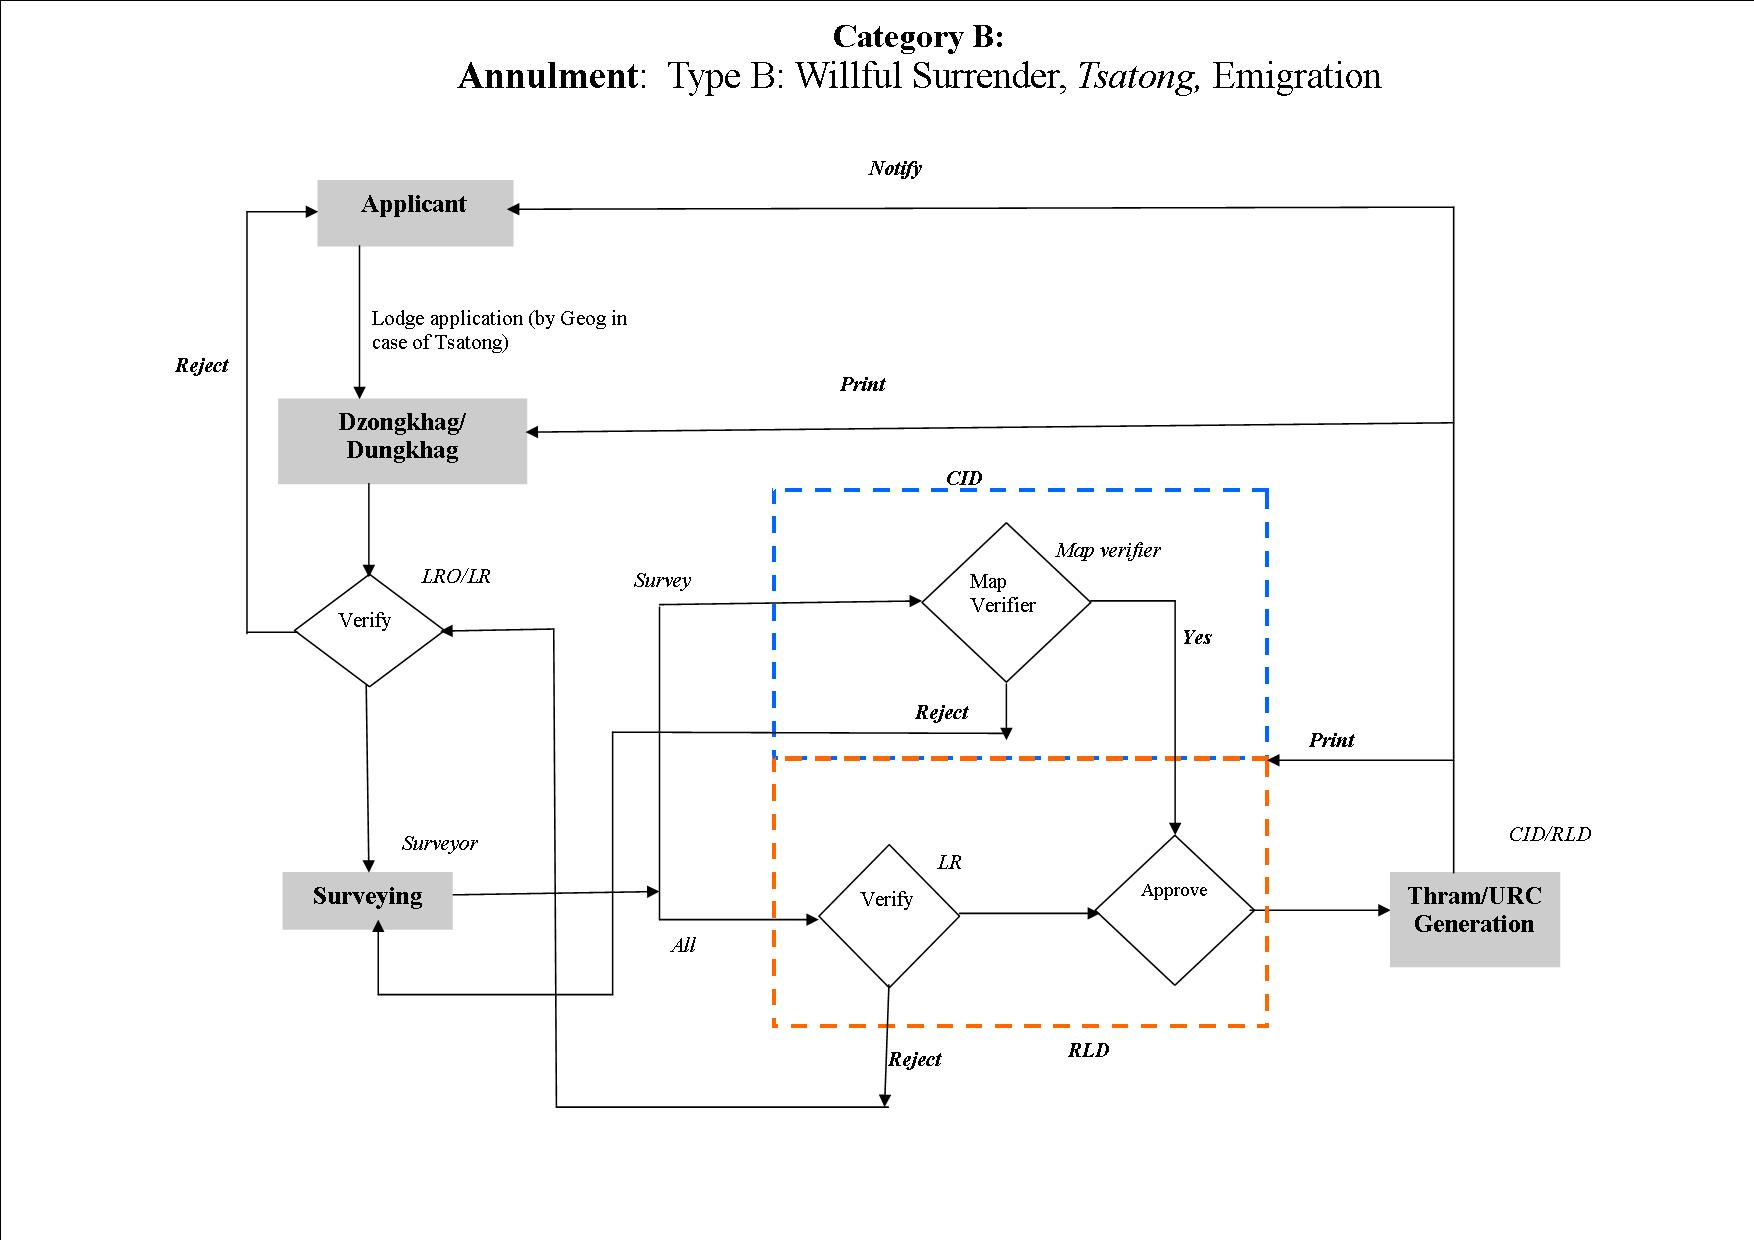 Category B:
Annulment:  Type B: Willful Surrender, Tsatong, Emigration
Notify
Applicant
Lodge application (by Geog in
case of Tsatong)
Reject
Print
Dzongkhag/
Dungkhag
CID
Map verifier
LRO/LR
Survey
Map
Verifier
Verify
Yes
Reject
Print
CID/RLD
Surveyor
LR
Surveying
Verify
Approve
Thram/URC
Generation
All
RLD
Reject